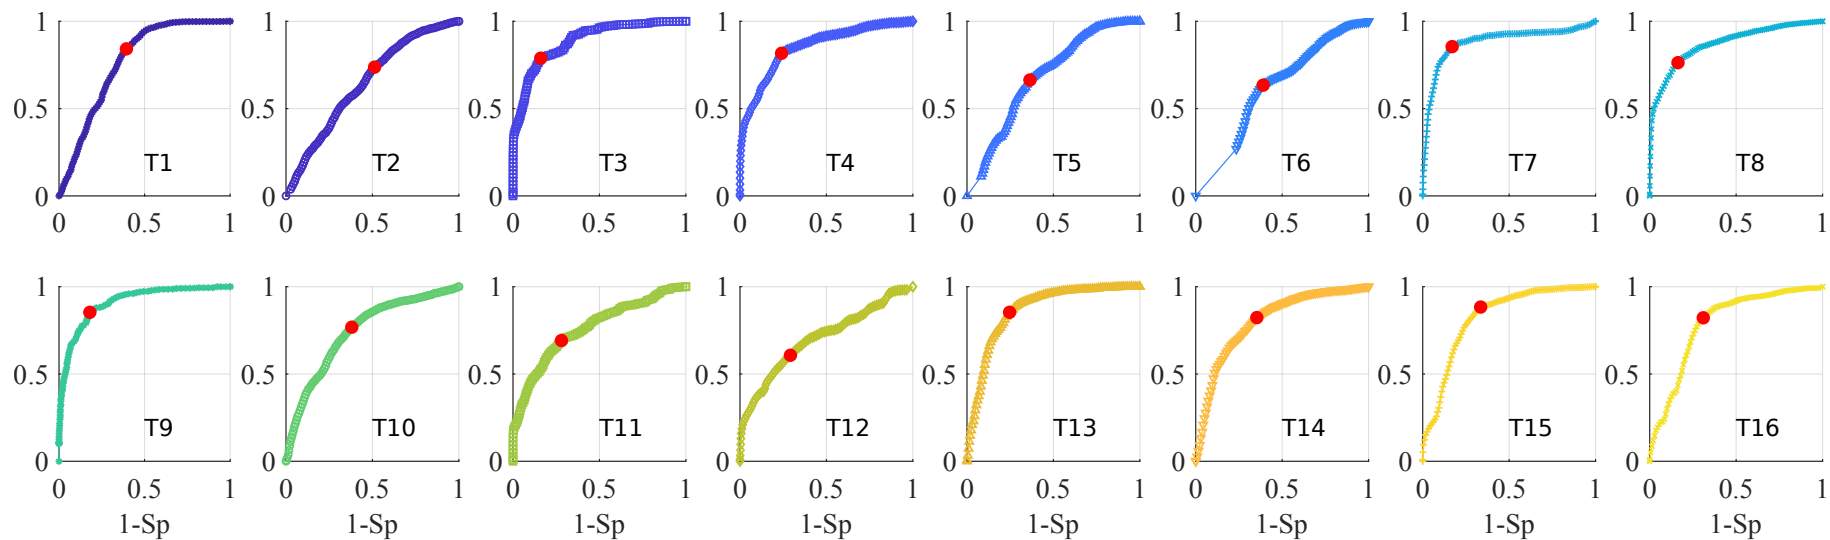 1 1 1 1 1 1 1 1
0.5 0.5 0.5 0.5 0.5 0.5 0.5 0.5
T1 T2 T3 T4 T5 T6 T7 T8
0 0 0 0 0 0 0 0
0 0.5 1 0 0.5 1 0 0.5 1 0 0.5 1 0 0.5 1 0 0.5 1 0 0.5 1 0 0.5 1
1 1 1 1 1 1 1 1
0.5 0.5 0.5 0.5 0.5 0.5 0.5 0.5
T9 T10 T11 T12 T13 T14 T15 T16
0 0 0 0 0 0 0 0
0 0.5 1 0 0.5 1 0 0.5 1 0 0.5 1 0 0.5 1 0 0.5 1 0 0.5 1 0 0.5 1
1-Sp 1-Sp 1-Sp 1-Sp 1-Sp 1-Sp 1-Sp 1-Sp